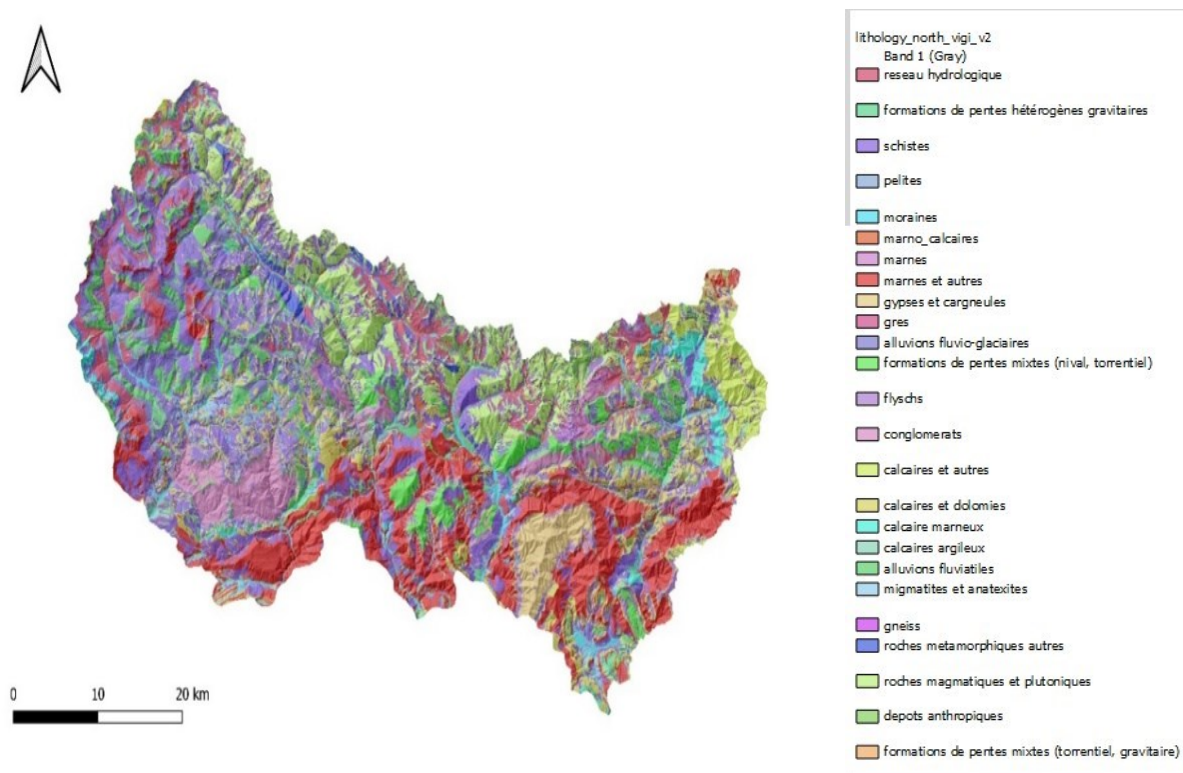 lithology_north_vigi_v2
Band 1 (Gray)
reseau hydrologique
formations de pentes hétérogènes gravitaires
schistes
pelites
moraines
marno_calcaires
marnes
marnes et autres
gypses et cargneules
gres
alluvions fluvio-glaciaires
formations de pentes mixtes (nival, torrentiel)
flyschs
conglomerats
calcaires et autres
calcaires et dolomies
calcaire marneux
calcaires argileux
alluvions fluviatiles
migmatites et anatexites
gneiss
roches metamorphiques autres
roches magmatiques et plutoniques
depots anthropiques
formations de pentes mixtes (torrentiel, gravitaire)
0 10 20 km